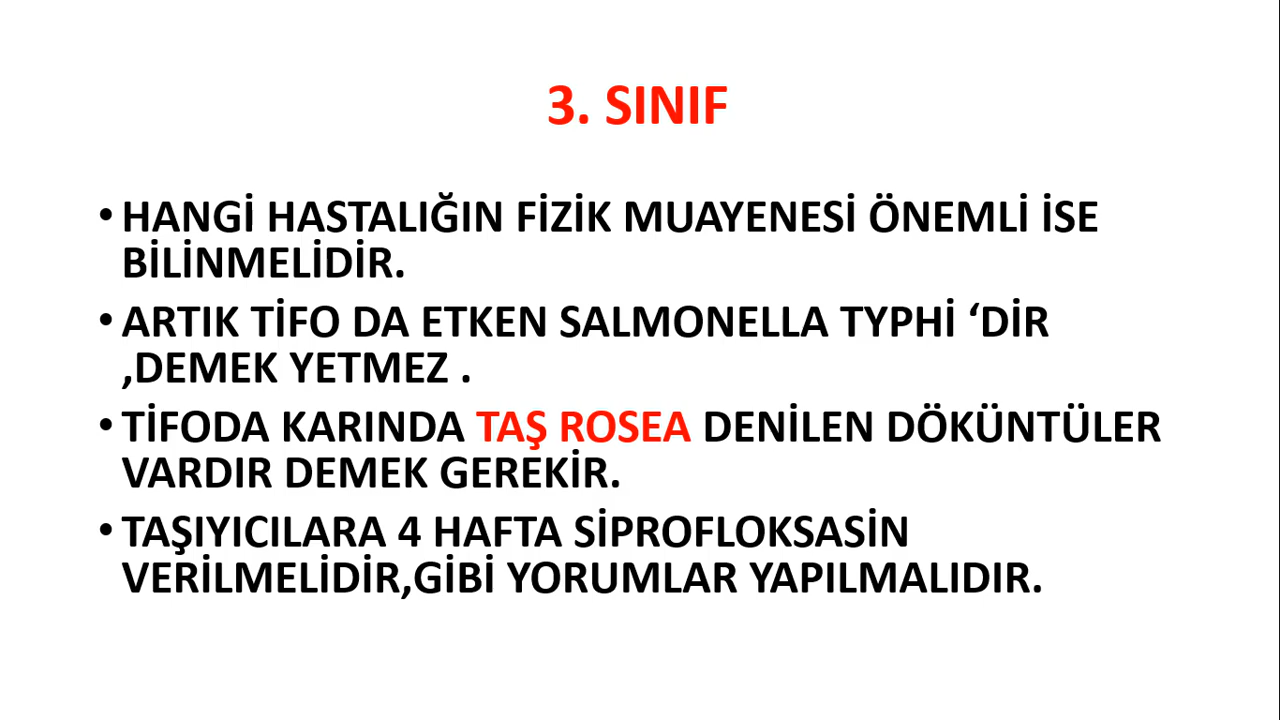 3. SINIF
• HANGİ HASTALIĞIN FİZİK MUAYENESİ ÖNEMLİ İSE
BİLİNMELİDİR.
• ARTIK TİFO DA ETKEN SALMONELLA TYPHİ ‘DİR
,DEMEK YETMEZ .
• TİFODA KARINDA TAŞ ROSEA DENİLEN DÖKÜNTÜLER
VARDIR DEMEK GEREKİR.
• TAŞIYICILARA 4 HAFTA SİPROFLOKSASİN
VERİLMELİDİR,GİBİ YORUMLAR YAPILMALIDIR.